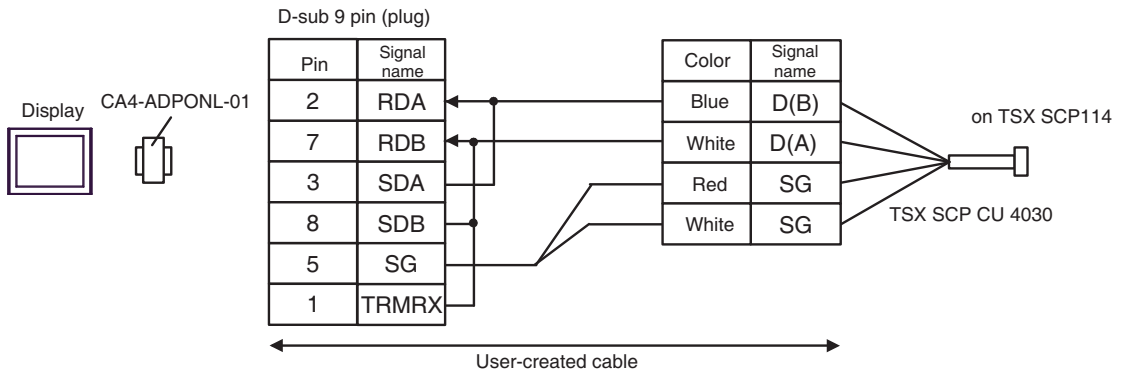 D-sub 9 pin (plug)
Display
CA4-ADPONL-01
Pin Signal name
2 RDA
7 RDB
3 SDA
8 SDB
5 SG
1 TRMRX
Color Signal name
Blue D(B)
White D(A)
Red SG
White SG
on TSX SCP114
TSX SCP CU 4030
User-created cable